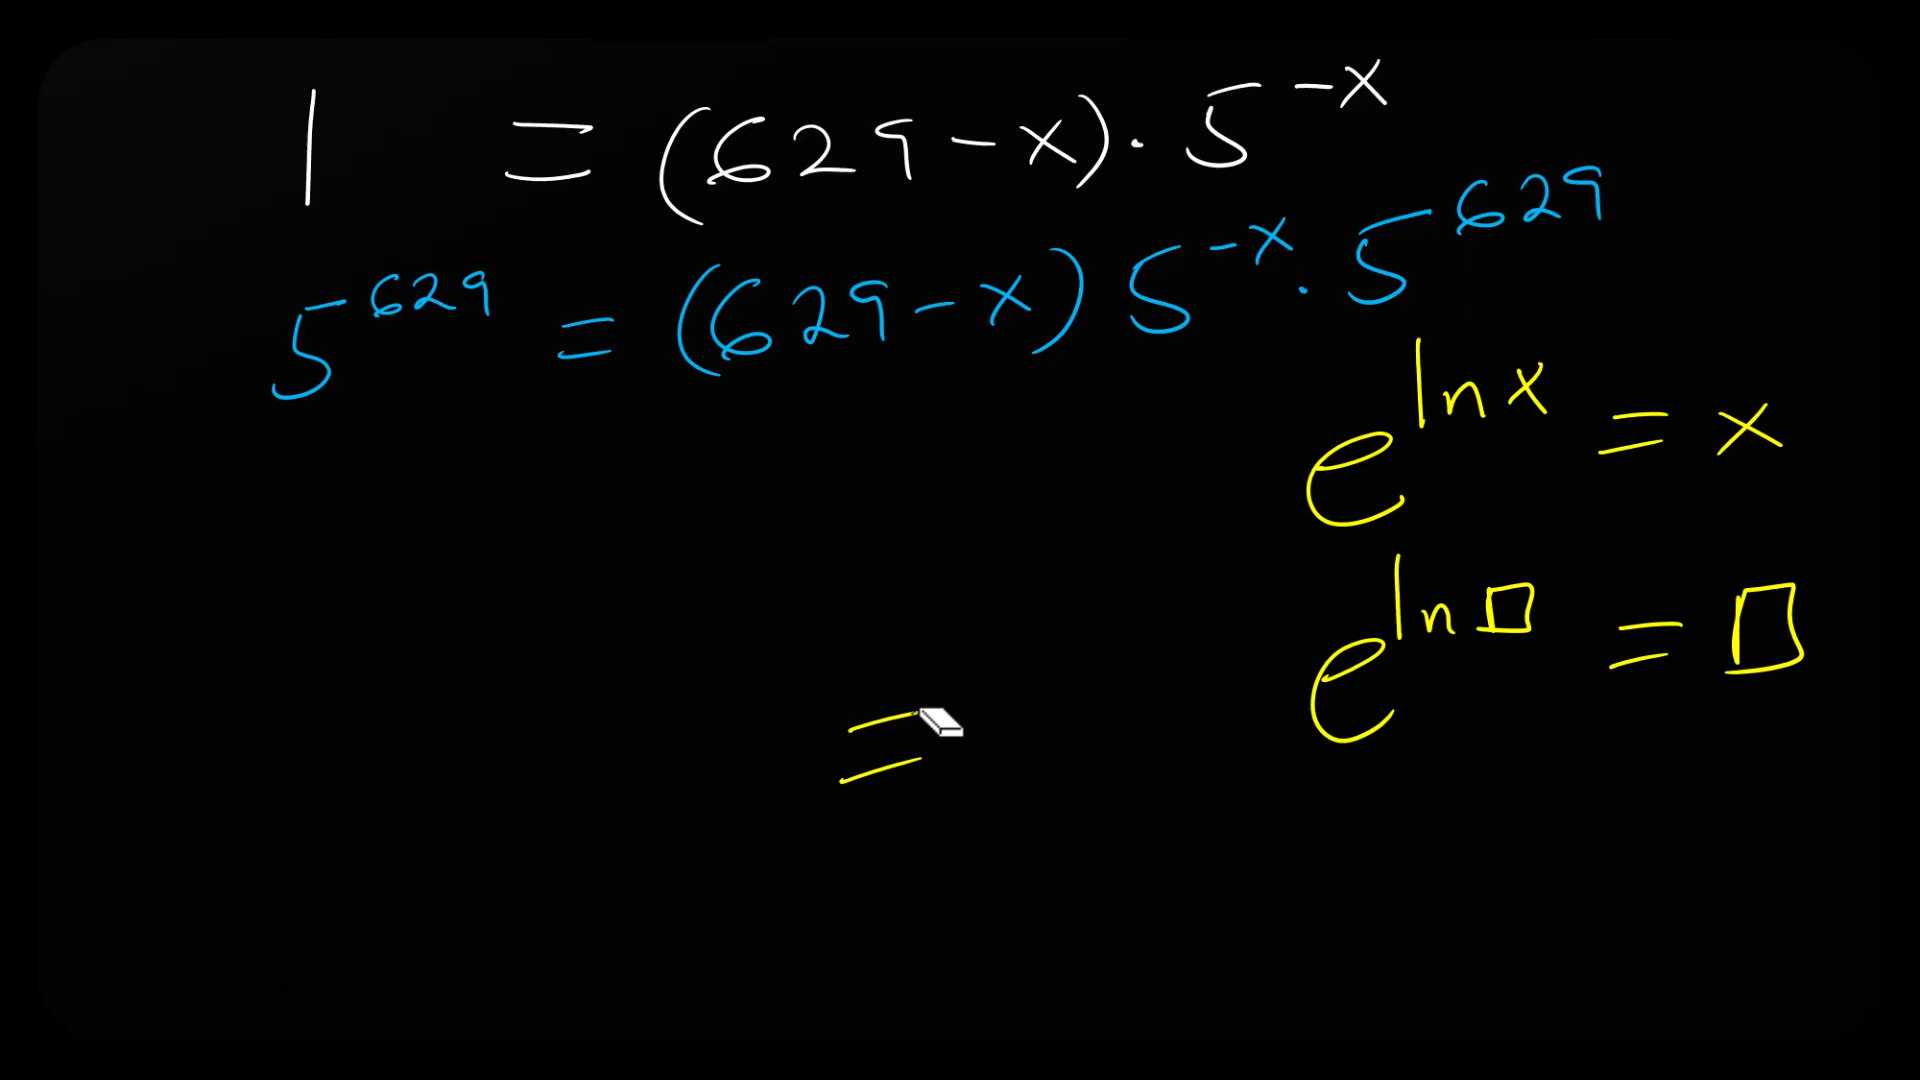 1 = (629-x)·5^-x
5^629 = (629-x)5^-x·5^629
e^ln x = x
e^ln□ = □
=